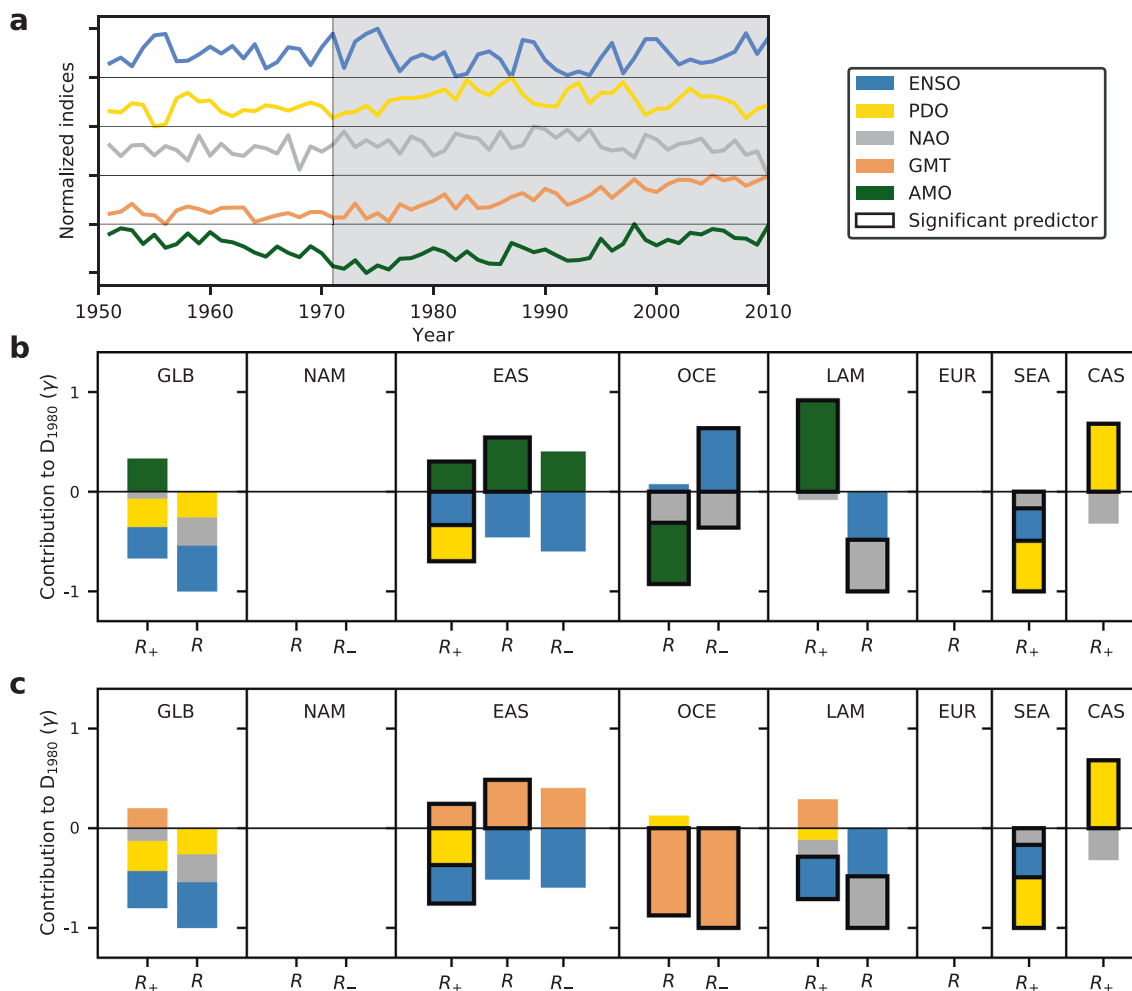 a
Normalized indices
1950 1960 1970 1980 1990 2000 2010
Year
ENSO
PDO
NAO
GMT
AMO
Significant predictor
b
Contribution to D1980 (γ)
GLB NAM EAS OCE LAM EUR SEA CAS
1
0
-1
R+ R R R− R+ R R− R R− R+ R R R+ R+
c
Contribution to D1980 (γ)
GLB NAM EAS OCE LAM EUR SEA CAS
1
0
-1
R+ R R R− R+ R R− R R− R+ R R R+ R+